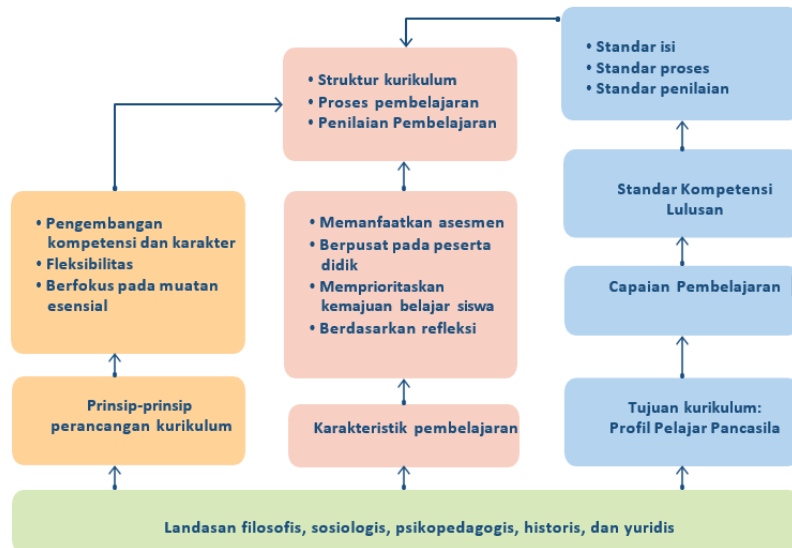 • Standar isi
• Standar proses
• Standar penilaian
• Struktur kurikulum
• Proses pembelajaran
• Penilaian Pembelajaran
Standar Kompetensi
Lulusan
• Pengembangan
kompetensi dan karakter
• Fleksibilitas
• Berfokus pada muatan
esensial
• Memanfaatkan asesmen
• Berpusat pada peserta
didik
• Memprioritaskan
kemajuan belajar siswa
• Berdasarkan refleksi
Capaian Pembelajaran
Prinsip-prinsip
perancangan kurikulum
Karakteristik pembelajaran
Tujuan kurikulum:
Profil Pelajar Pancasila
Landasan filosofis, sosiologis, psikopedagogis, historis, dan yuridis